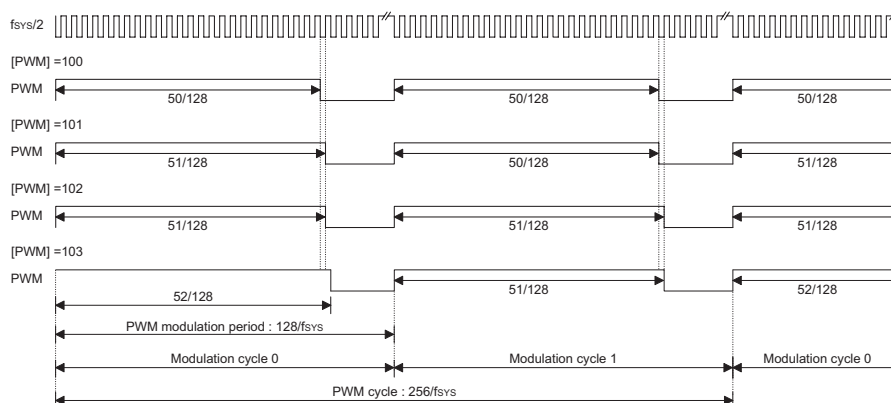 fSYS/2
[PWM] =100
PWM
50/128 50/128 50/128
[PWM] =101
PWM
51/128 50/128 51/128
[PWM] =102
PWM
51/128 51/128 51/128
[PWM] =103
PWM
52/128 51/128 52/128
PWM modulation period : 128/fSYS
Modulation cycle 0 Modulation cycle 1 Modulation cycle 0
PWM cycle : 256/fSYS